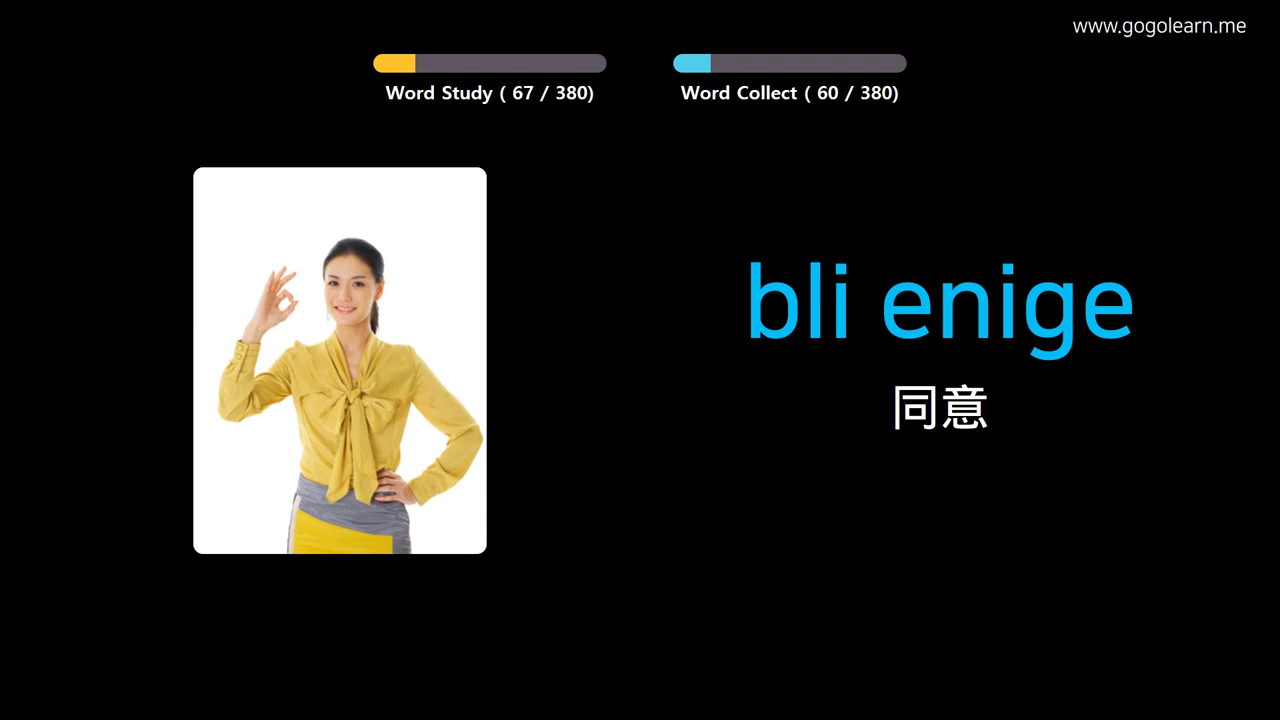 www.gogolearn.me
Word Study ( 67 / 380)
Word Collect ( 60 / 380)
bli enige
同意